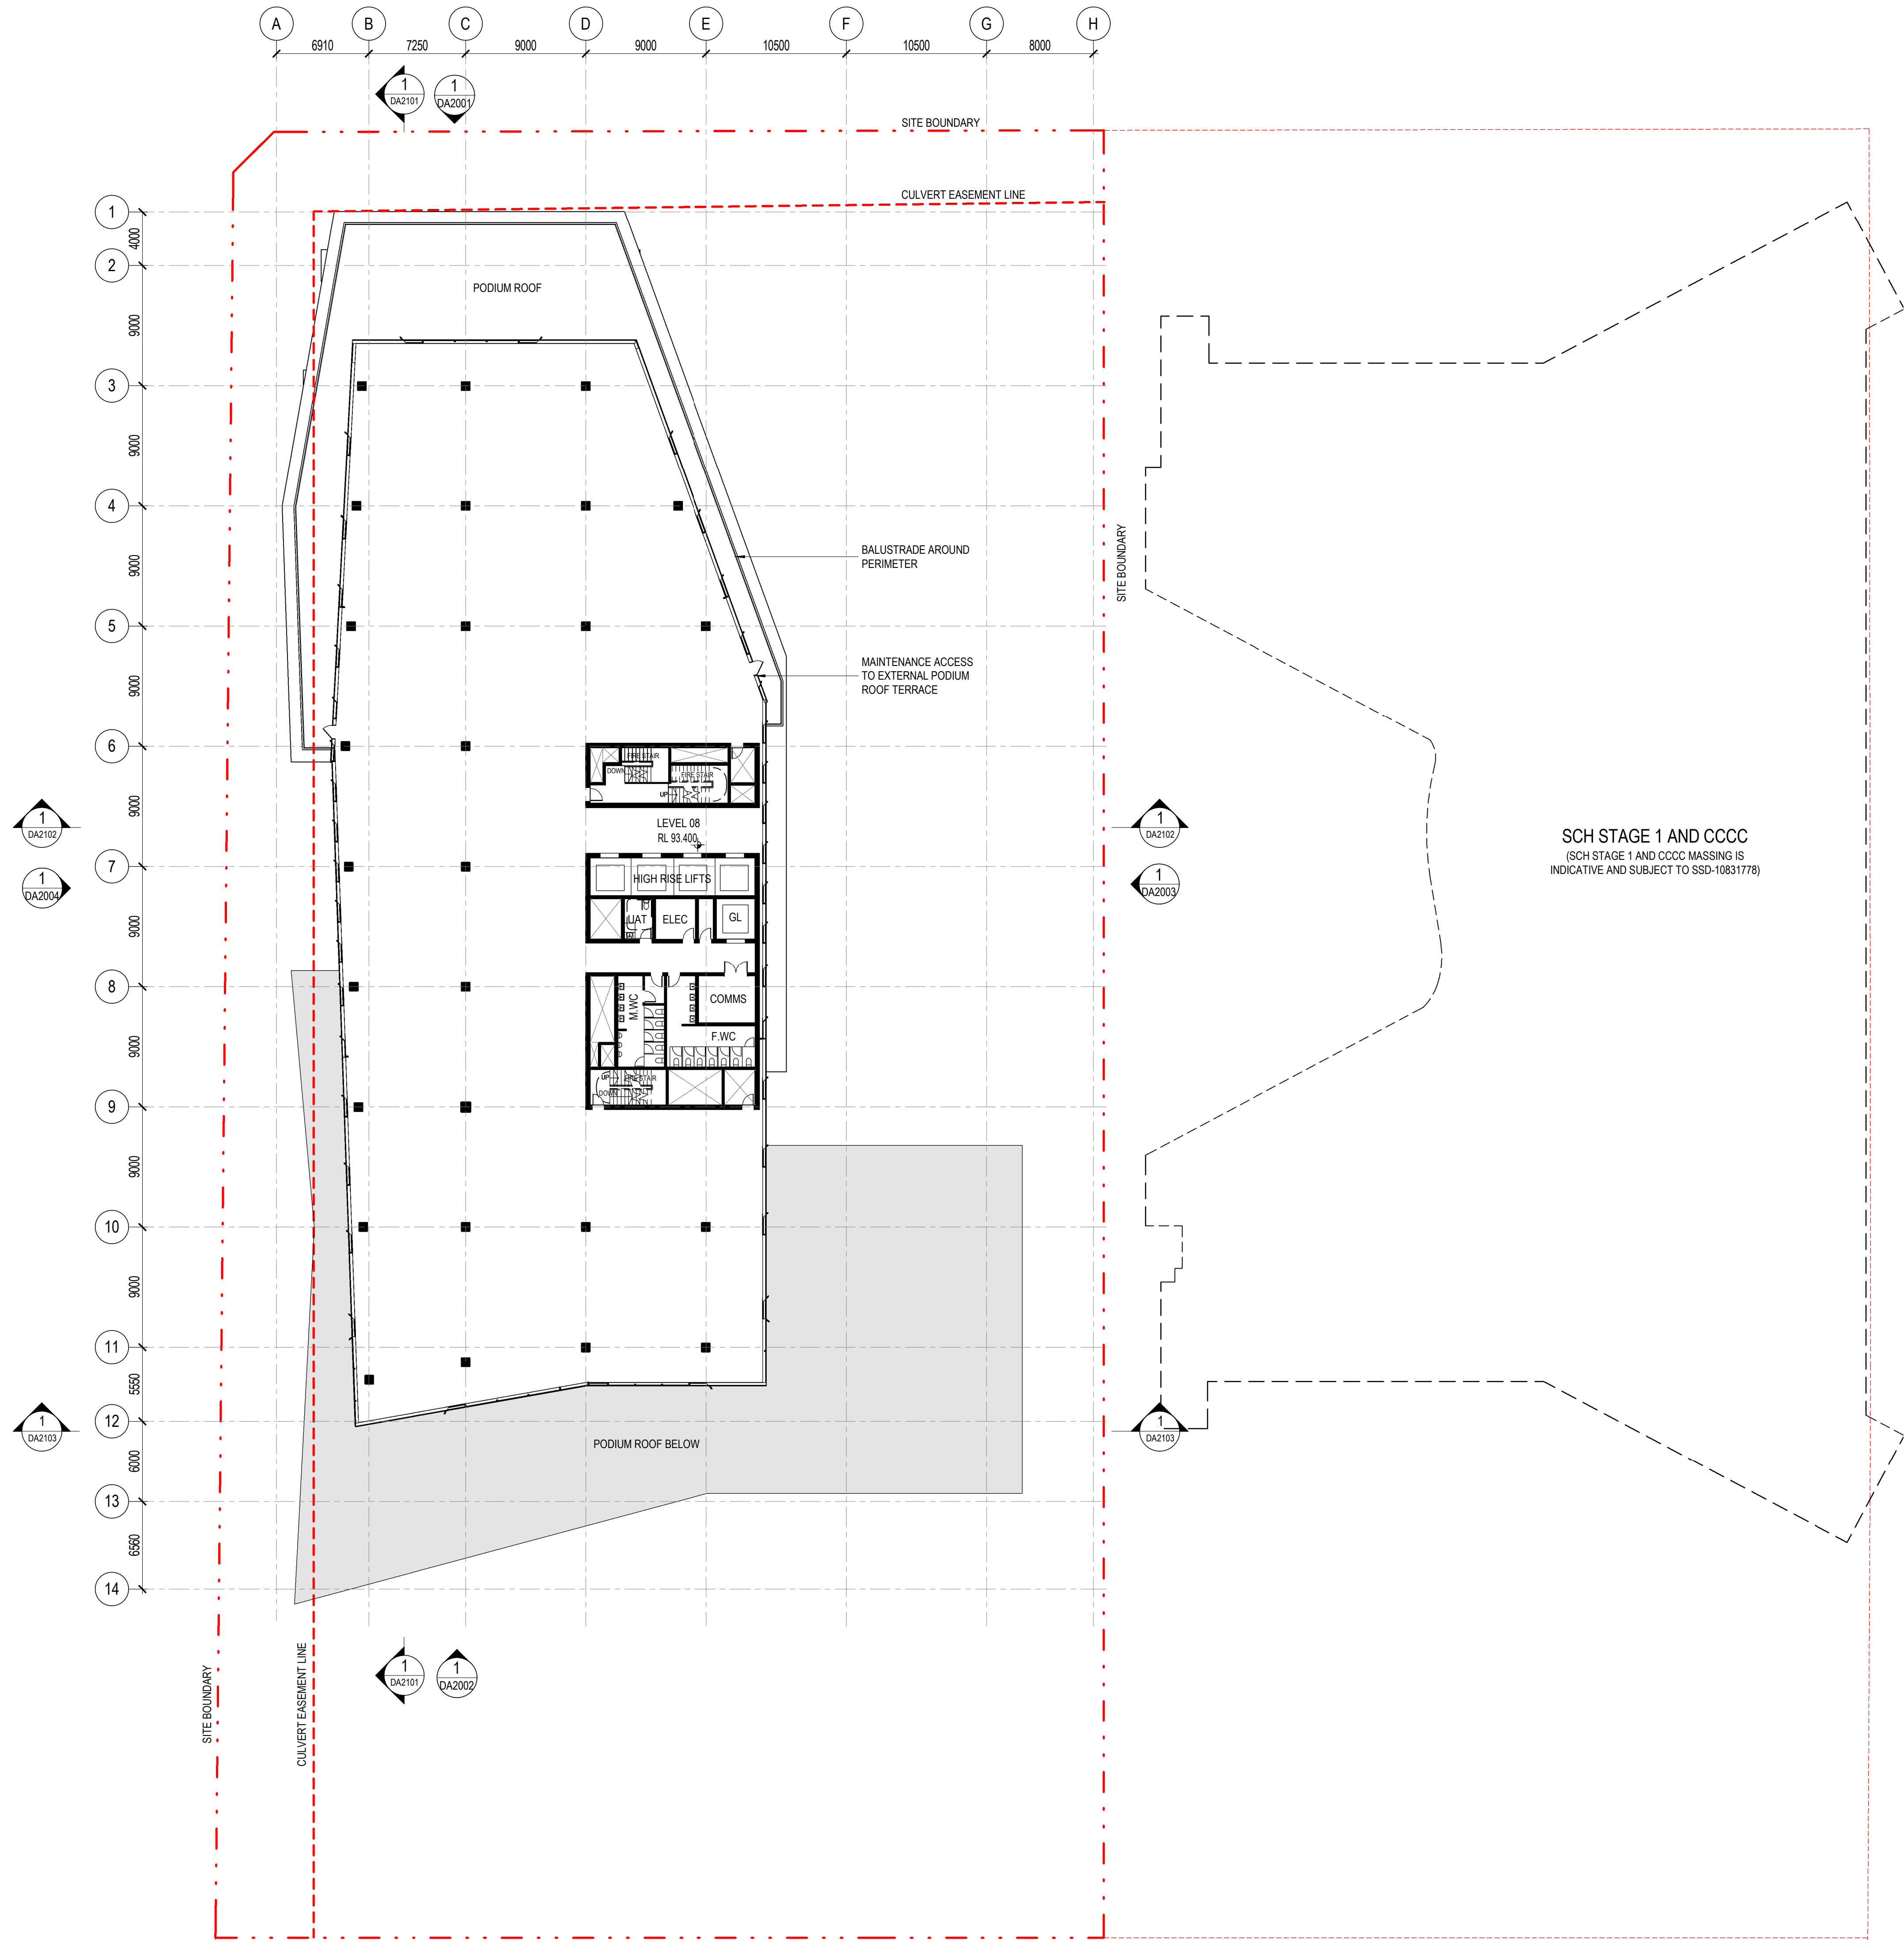 A B C D E F G H
6910 7250 9000 9000 10500 10500 8000
1
DA2101
1
DA2001
SITE BOUNDARY
CULVERT EASEMENT LINE
1
4000
2
PODIUM ROOF
9000
3
9000
4
BALUSTRADE AROUND
PERIMETER
SITE BOUNDARY
9000
5
MAINTENANCE ACCESS
TO EXTERNAL PODIUM
ROOF TERRACE
9000
6
FIRE STAIR
DOWN
FIRE STAIR
UP
9000
1
DA2102
LEVEL 08
RL 93.400
1
DA2102
SCH STAGE 1 AND CCCC
(SCH STAGE 1 AND CCCC MASSING IS
INDICATIVE AND SUBJECT TO SSD-10831778)
7
HIGH RISE LIFTS
1
DA2004
1
DA2003
9000
UAT
ELEC
GL
8
M.WC
COMMS
F.WC
9000
UP
FIRE STAIR
DOWN
9
9000
10
9000
11
5550
12
1
DA2103
1
DA2103
PODIUM ROOF BELOW
6000
13
6560
14
SITE BOUNDARY
CULVERT EASEMENT LINE
1
DA2101
1
DA2002